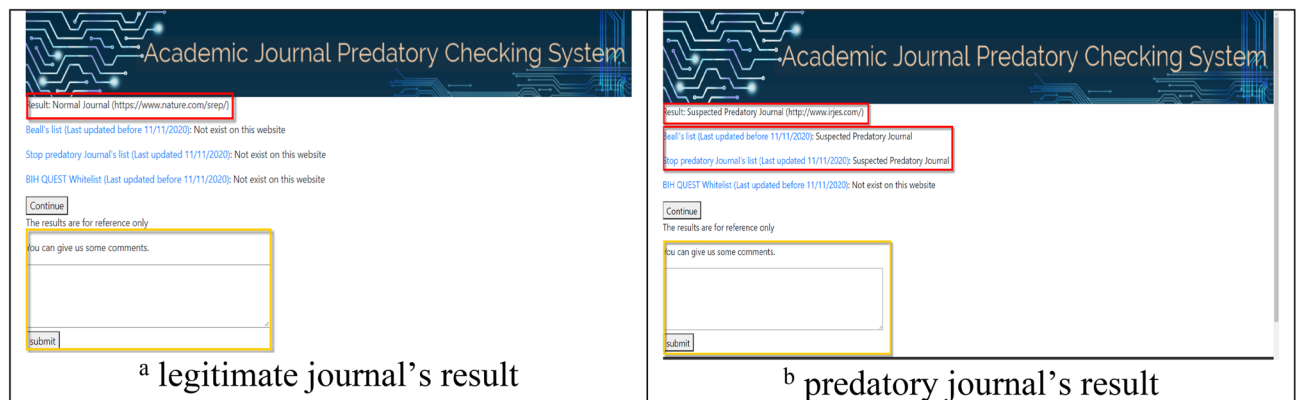 Academic Journal Predatory Checking System
Result: Normal Journal (https://www.nature.com/srep/)
Beall's list (Last updated before 11/11/2020): Not exist on this website
Stop predatory Journal's list (Last updated 11/11/2020): Not exist on this website
BIH QUEST Whitelist (Last updated before 11/11/2020): Not exist on this website
Continue
The results are for reference only
You can give us some comments.
submit
a legitimate journal’s result
Academic Journal Predatory Checking System
Result: Suspected Predatory Journal (http://www.irjes.com/)
Beall's list (Last updated before 11/11/2020): Suspected Predatory Journal
Stop predatory Journal's list (Last updated 11/11/2020): Suspected Predatory Journal
BIH QUEST Whitelist (Last updated before 11/11/2020): Not exist on this website
Continue
The results are for reference only
You can give us some comments.
submit
b predatory journal’s result